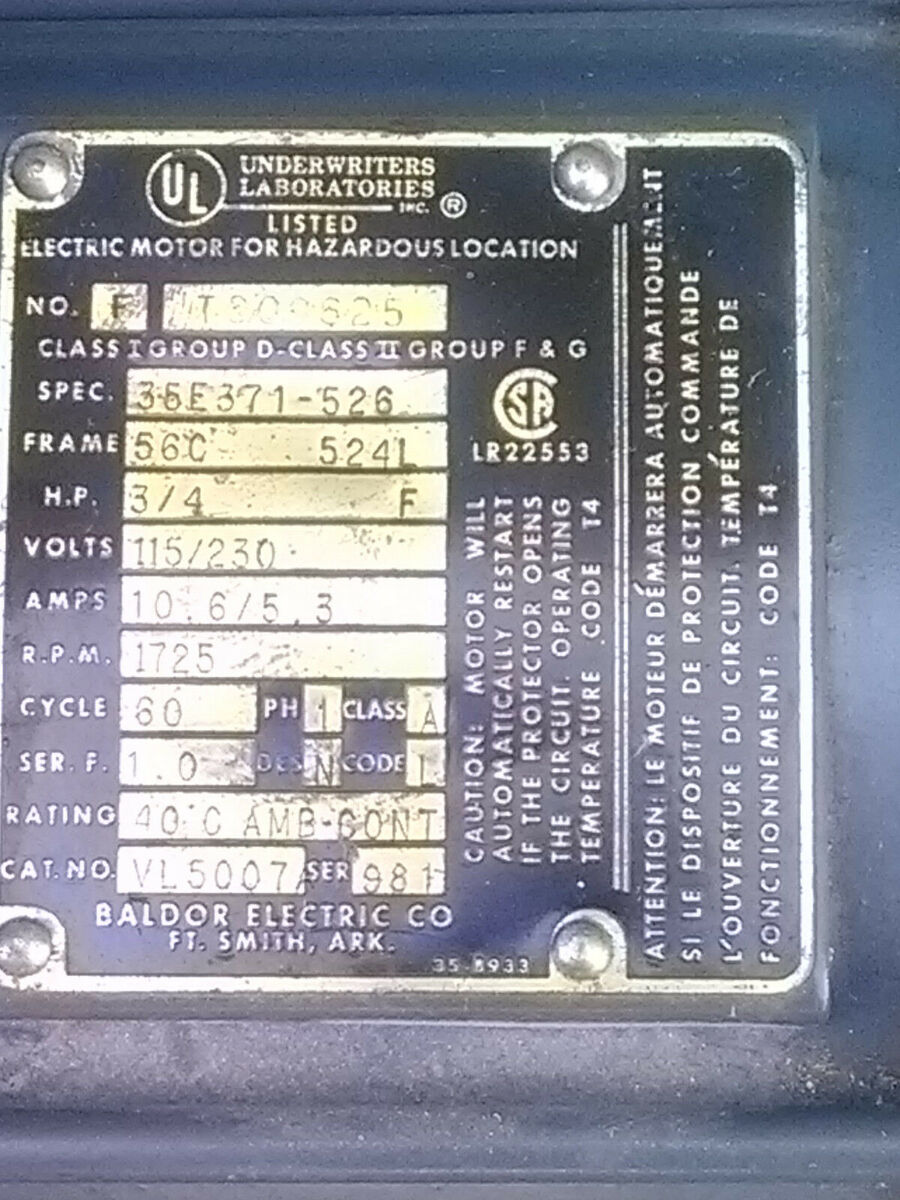 UL UNDERWRITERS
LABORATORIES
INC. ®
LISTED
ELECTRIC MOTOR FOR HAZARDOUS LOCATION
NO. F
CLASS I GROUP D-CLASS II GROUP F & G
SPEC. 35E371-526
FRAME 56C 524L
H.P. 3/4 F
VOLTS 115/230
AMPS 10.6/5.3
R.P.M. 1725
CYCLE 60 PH 1 CLASS A
SER. F. 1.0 DES N CODE L
RATING 40 C AMB-CONT
CAT. NO. VL5007A SER 981
BALDOR ELECTRIC CO
FT. SMITH, ARK.
35-8933
SA
LR22553
CAUTION: MOTOR WILL
AUTOMATICALLY RESTART
IF THE PROTECTOR OPENS
THE CIRCUIT. OPERATING
TEMPERATURE CODE T4
ATTENTION: LE MOTEUR DÉMARRERA AUTOMATIQUEMENT
SI LE DISPOSITIF DE PROTECTION COMMANDE
L'OUVERTURE DU CIRCUIT. TEMPÉRATURE DE
FONCTIONNEMENT: CODE T4